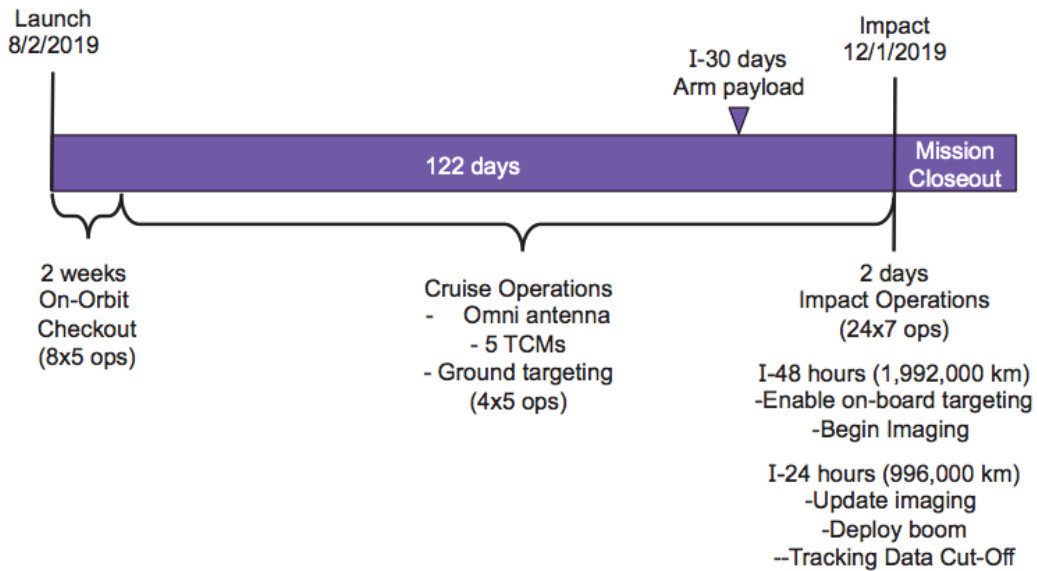 Launch
8/2/2019
Impact
12/1/2019
I-30 days
Arm payload
122 days
Mission
Closeout
2 weeks
On-Orbit
Checkout
(8x5 ops)
Cruise Operations
- Omni antenna
- 5 TCMs
- Ground targeting
(4x5 ops)
2 days
Impact Operations
(24x7 ops)
I-48 hours (1,992,000 km)
-Enable on-board targeting
-Begin Imaging
I-24 hours (996,000 km)
-Update imaging
-Deploy boom
--Tracking Data Cut-Off